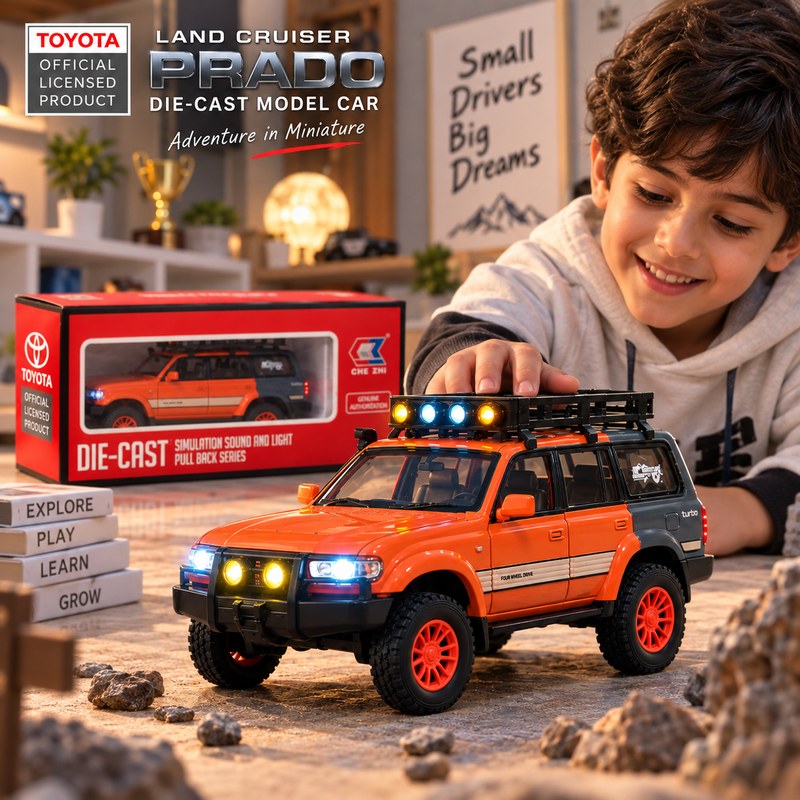 TOYOTA
OFFICIAL
LICENSED
PRODUCT
LAND CRUISER
PRADO
DIE-CAST MODEL CAR
Adventure in Miniature
Small
Drivers
Big
Dreams
TOYOTA
OFFICIAL
LICENSED
PRODUCT
CHE ZHI
GENUINE
AUTHORIZATION
DIE-CAST
SIMULATION SOUND AND LIGHT
PULL BACK SERIES
EXPLORE
PLAY
LEARN
GROW
FOUR WHEEL DRIVE
turbo